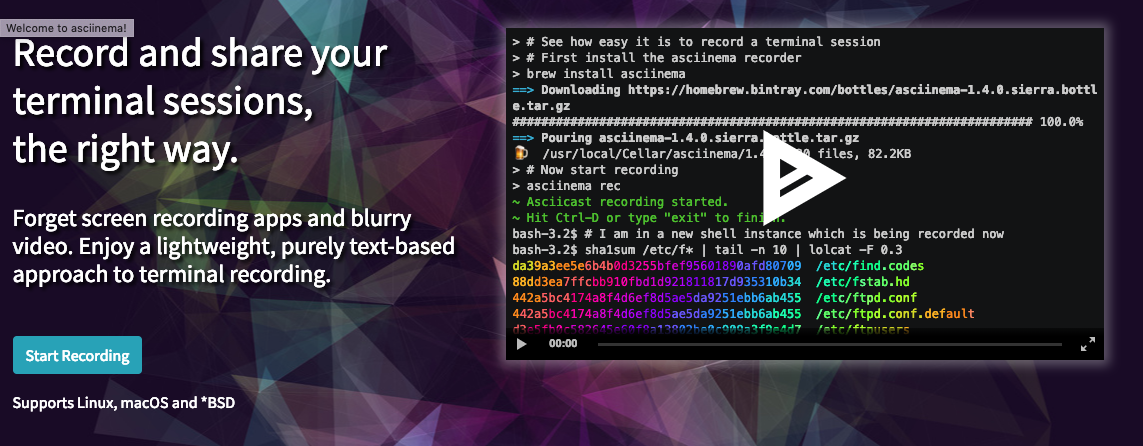 Welcome to asciinema!
Record and share your
terminal sessions,
the right way.
Forget screen recording apps and blurry
video. Enjoy a lightweight, purely text-based
approach to terminal recording.
Start Recording
Supports Linux, macOS and *BSD
> # See how easy it is to record a terminal session
> # First install the asciinema recorder
> brew install asciinema
==> Downloading https://homebrew.bintray.com/bottles/asciinema-1.4.0.sierra.bottl
e.tar.gz
######################################################################## 100.0%
==> Pouring asciinema-1.4.0.sierra.bottle.tar.gz
🍺 /usr/local/Cellar/asciinema/1.4 files, 82.2KB
> # Now start recording
> asciinema rec
~ Asciicast recording started.
~ Hit Ctrl-D or type "exit" to finish.
bash-3.2$ # I am in a new shell instance which is being recorded now
bash-3.2$ sha1sum /etc/f* | tail -n 10 | lolcat -F 0.3
da39a3ee5e6b4b0d3255bfef95601890afd80709 /etc/find.codes
88dd3ea7ffcbb910fbd1d921811817d935310b34 /etc/fstab.hd
442a5bc4174a8f4d6ef8d5ae5da9251ebb6ab455 /etc/ftpd.conf
442a5bc4174a8f4d6ef8d5ae5da9251ebb6ab455 /etc/ftpd.conf.default
d3e5fb0c582645e60f8a13802be0c909a3f9e4d7 /etc/ftpusers
00:00